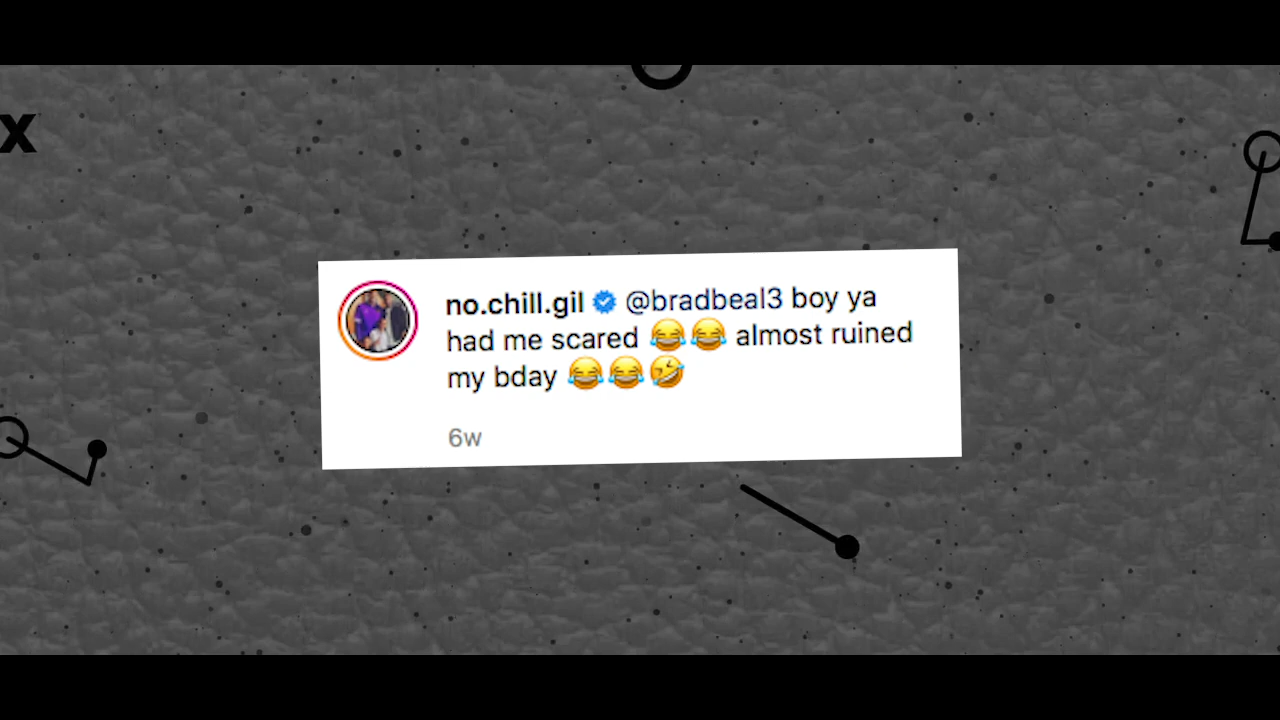 x
no.chill.gil @bradbeal3 boy ya
had me scared 😂😂 almost ruined
my bday 😂😂🤣
6w